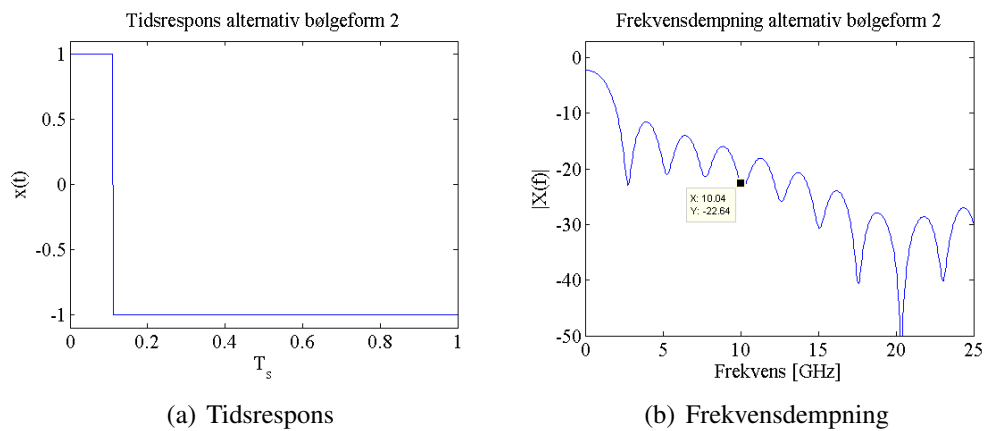 Tidsrespons alternativ bølgeform 2
1
0.5
0
-0.5
-1
x(t)
0 0.2 0.4 0.6 0.8 1
T_s
(a) Tidsrespons
Frekvensdempning alternativ bølgeform 2
0
-10
-20
-30
-40
-50
|X(f)|
X: 10.04
Y: -22.64
0 5 10 15 20 25
Frekvens [GHz]
(b) Frekvensdempning